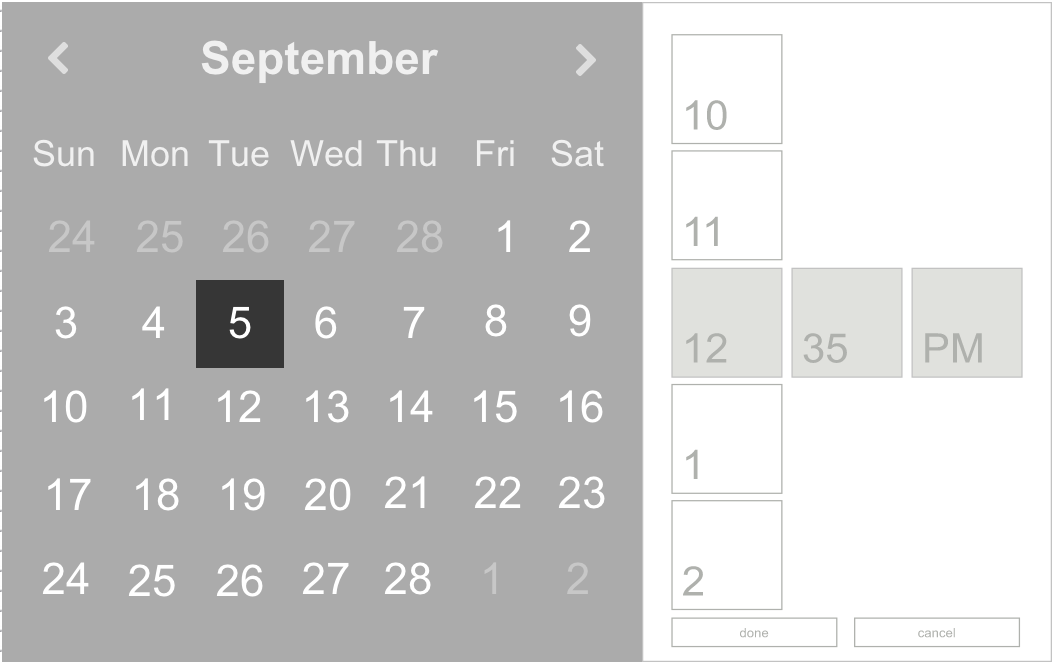 September
Sun Mon Tue Wed Thu Fri Sat
24 25 26 27 28 1 2
3 4 5 6 7 8 9
10 11 12 13 14 15 16
17 18 19 20 21 22 23
24 25 26 27 28 1 2
10
11
12 35 PM
1
2
done cancel